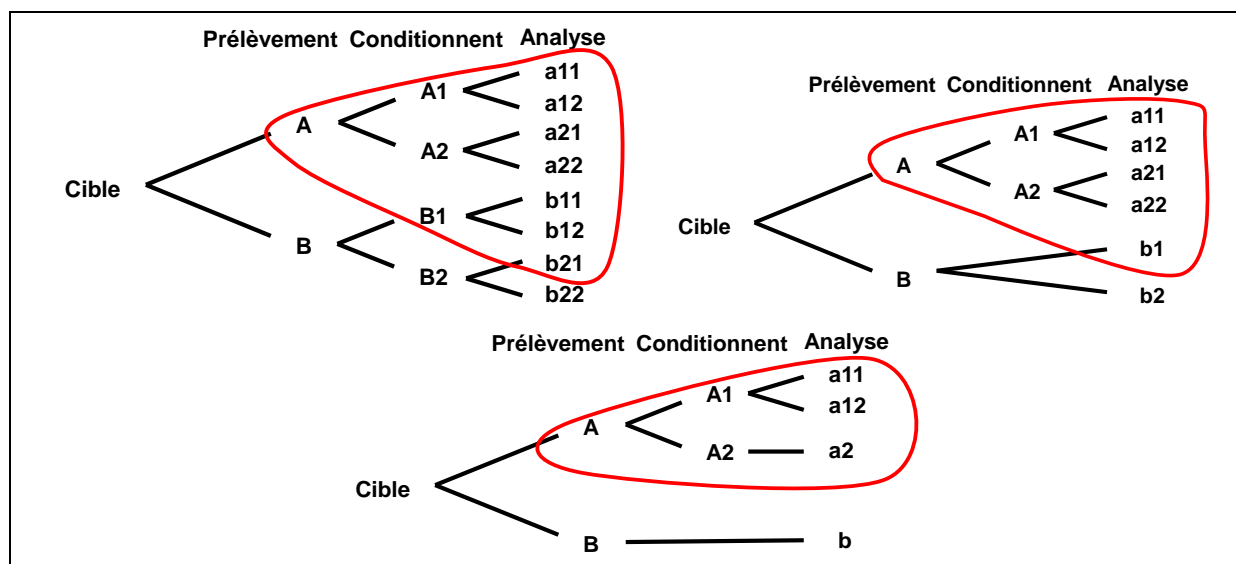 Prélèvement Conditionnent Analyse
a11
A1
a12
A
a21
A2
a22
Cible
b11
B1
b12
B
b21
B2
b22
Prélèvement Conditionnent Analyse
a11
A1
a12
A
a21
A2
a22
Cible
b1
B
b2
Prélèvement Conditionnent Analyse
a11
A1
a12
A
A2 a2
Cible
B b